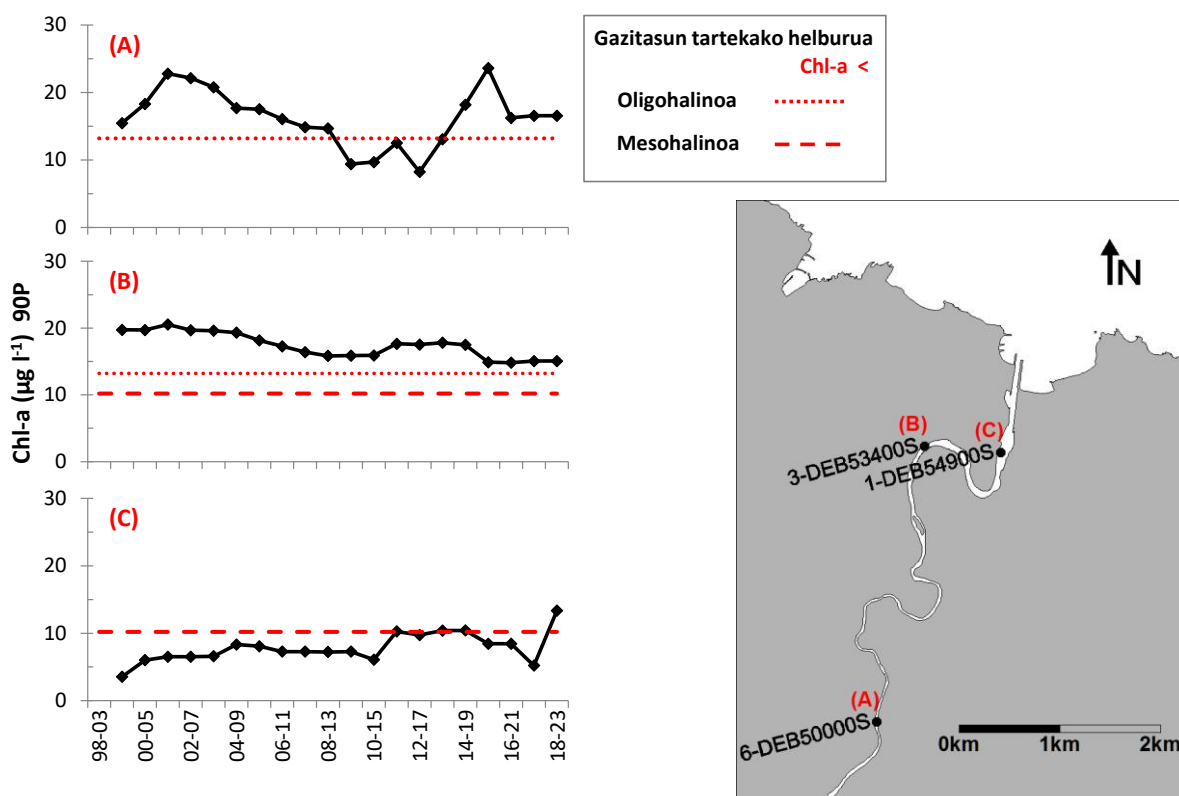 Chl-a (µg l-1) 90P
(A)
30
20
10
0
(B)
30
20
10
0
(C)
30
20
10
0
98-03
00-05
02-07
04-09
06-11
08-13
10-15
12-17
14-19
16-21
18-23
Gazitasun tartekako helburua
Chl-a <
Oligohalinoa
Mesohalinoa
N
(B)
(C)
3-DEB53400S
1-DEB54900S
(A)
6-DEB50000S
0km
1km
2km